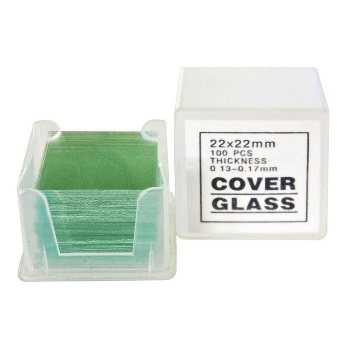 22x22mm
100 PCS
THICKNESS
0.13-0.17mm
COVER
GLASS